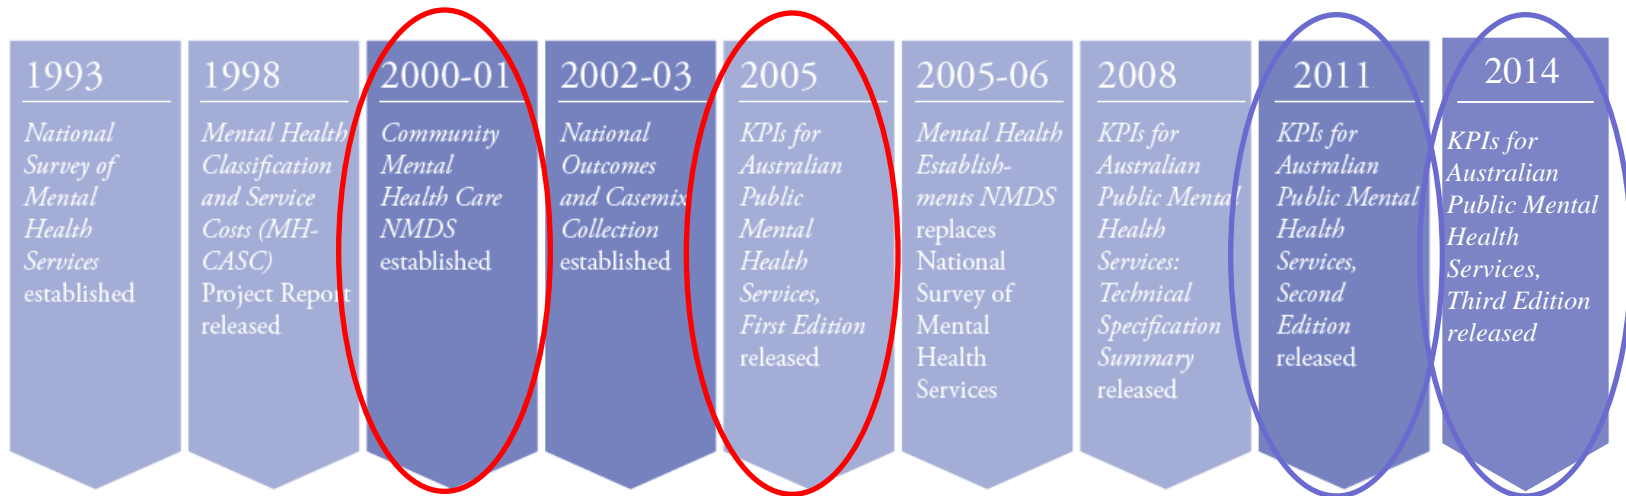 1993
National
Survey of
Mental
Health
Services
established
1998
Mental Health
Classification
and Service
Costs (MH-
CASC)
Project Report
released
2000-01
Community
Mental
Health Care
NMDS
established
2002-03
National
Outcomes
and Casemix
Collection
established
2005
KPIs for
Australian
Public
Mental
Health
Services,
First Edition
released
2005-06
Mental Health
Establish-
ments NMDS
replaces
National
Survey of
Mental
Health
Services
2008
KPIs for
Australian
Public Mental
Health
Services:
Technical
Specification
Summary
released
2011
KPIs for
Australian
Public Mental
Health
Services,
Second
Edition
released
2014
KPIs for
Australian
Public Mental
Health
Services,
Third Edition
released